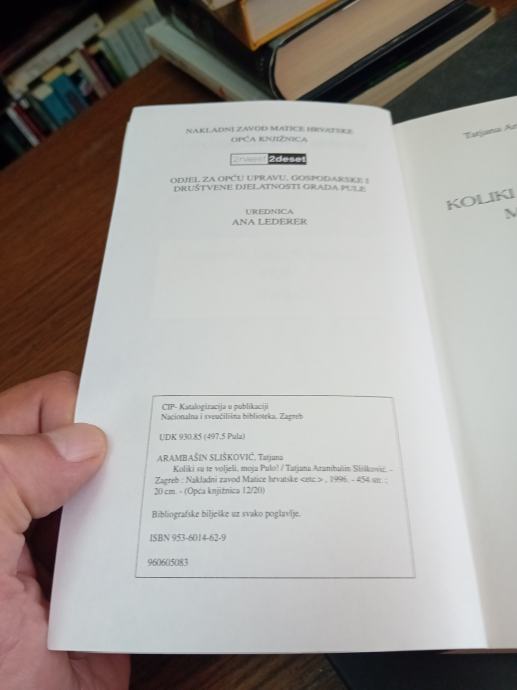 NAKLADNI ZAVOD MATICE HRVATSKE
OPĆA KNJIŽNICA
2deset
ODJEL ZA OPĆU UPRAVU, GOSPODARSKE I
DRUŠTVENE DJELATNOSTI GRADA PULE
UREDNICA
ANA LEDERER
CIP- Katalogizacija u publikaciji
Nacionalna i sveučilišna biblioteka, Zagreb
UDK 930.85 (497.5 Pula)
ARAMBAŠIN SLIŠKOVIĆ, Tatjana
Koliki su te voljeli, moja Pulo! / Tatjana Arambašin Slišković. -
Zagreb : Nakladni zavod Matice hrvatske <etc.> , 1996. - 454 str. ;
20 cm. - (Opća knjižnica 12/20)
Bibliografske bilješke uz svako poglavlje.
ISBN 953-6014-62-9
960605083
Tatjana Ar
KOLIKI
M